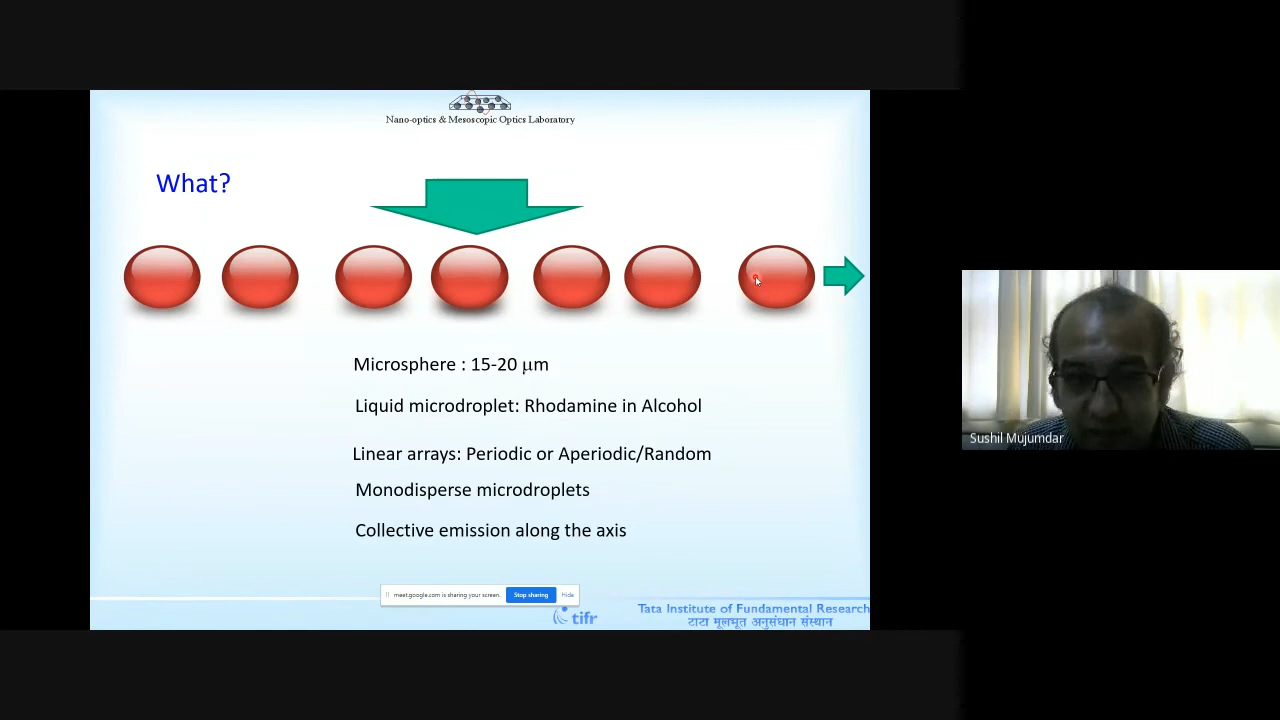 Nano-optics & Mesoscopic Optics Laboratory
What?
Microsphere : 15-20 μm
Liquid microdroplet: Rhodamine in Alcohol
Linear arrays: Periodic or Aperiodic/Random
Monodisperse microdroplets
Collective emission along the axis
meet.google.com is sharing your screen.
Stop sharing
Hide
tifr
Tata Institute of Fundamental Research
टाटा मूलभूत अनुसंधान संस्थान
Sushil Mujumdar